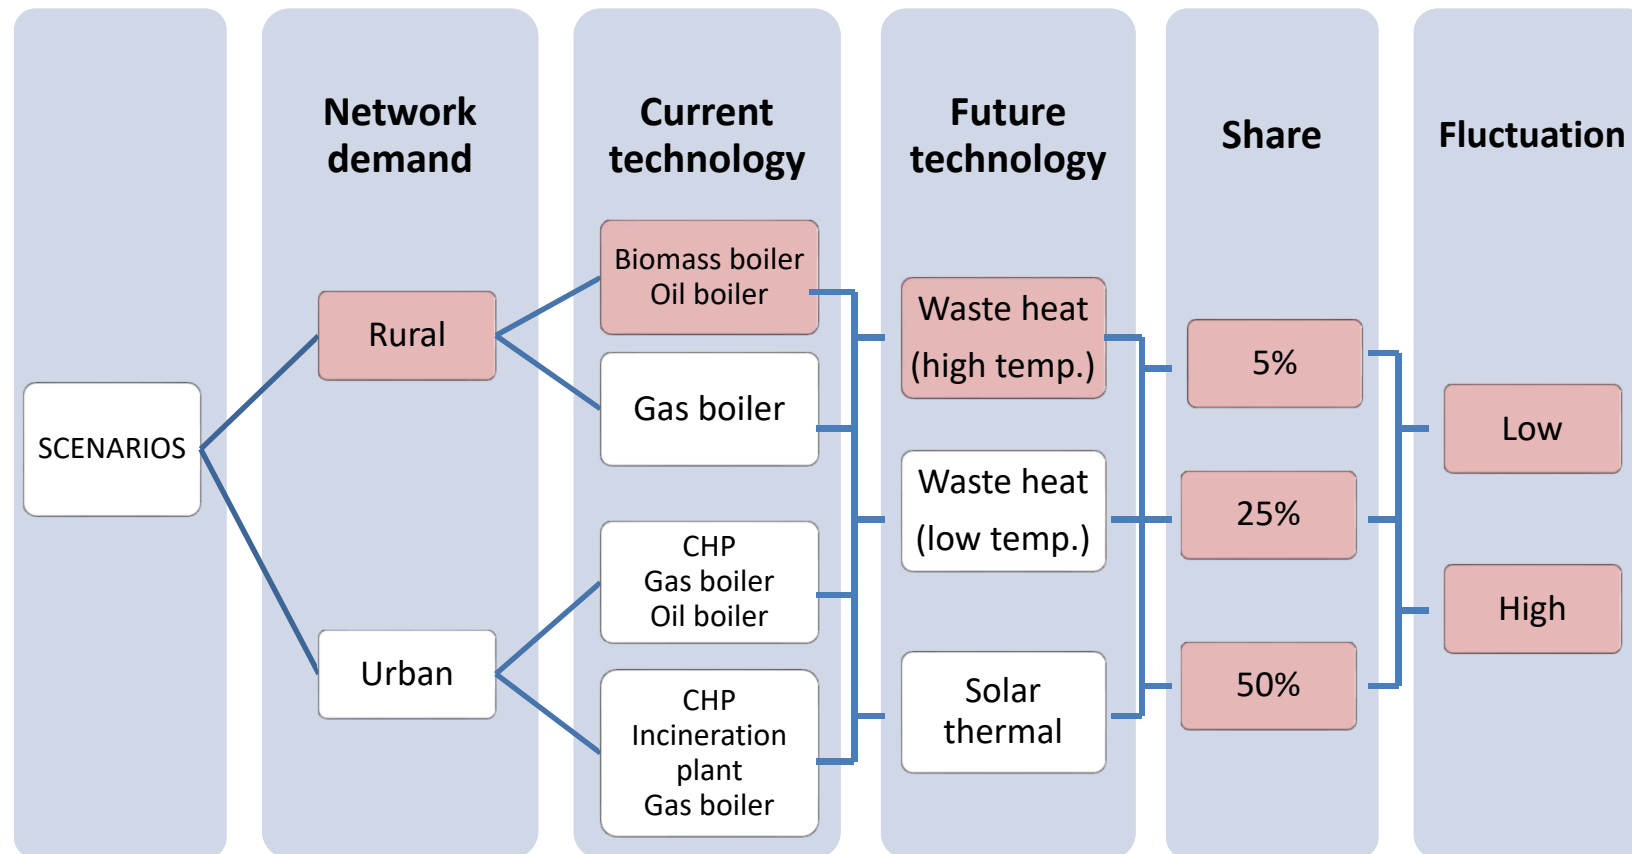 Network
demand
Current
technology
Future
technology
Share
Fluctuation
SCENARIOS
Rural
Urban
Biomass boiler
Oil boiler
Gas boiler
CHP
Gas boiler
Oil boiler
CHP
Incineration
plant
Gas boiler
Waste heat
(high temp.)
Waste heat
(low temp.)
Solar
thermal
5%
25%
50%
Low
High